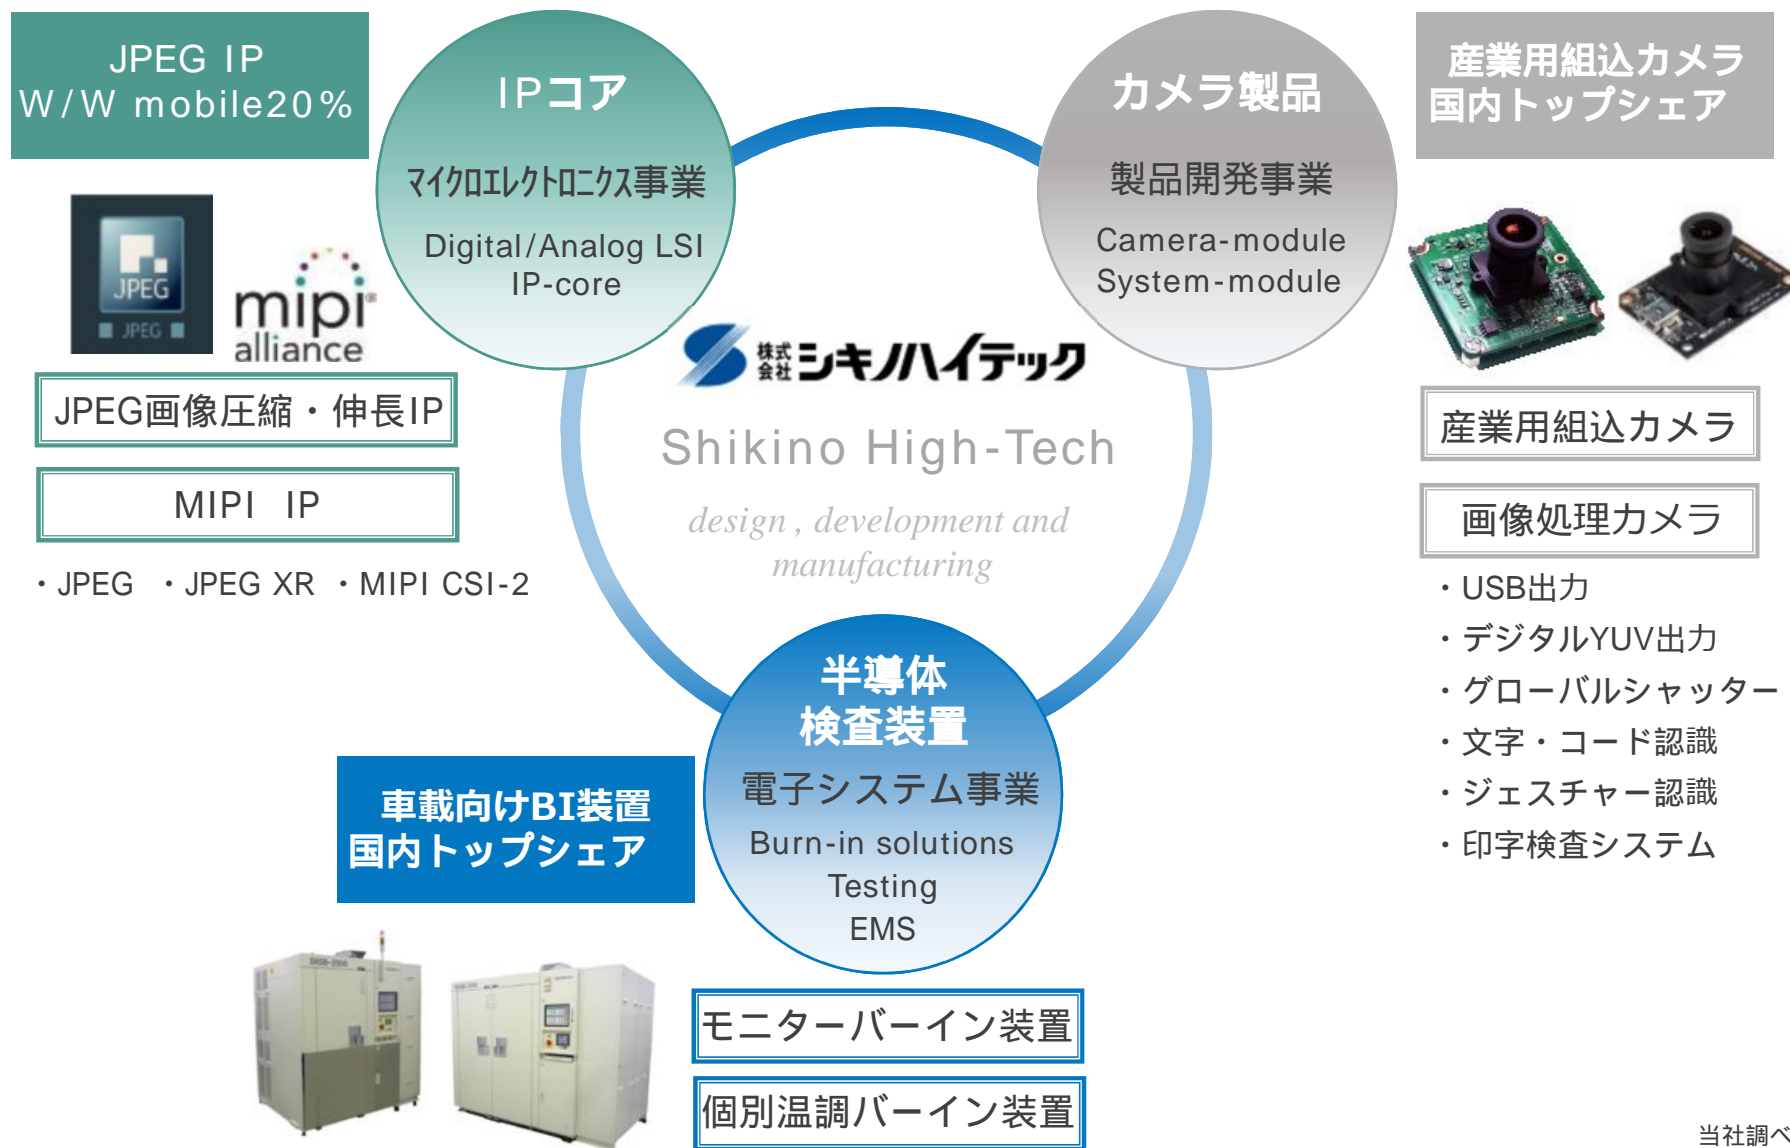 JPEG IP
W/W mobile20%
IPコア
マイクロエレクトロニクス事業
Digital/Analog LSI
IP-core
カメラ製品
製品開発事業
Camera-module
System-module
産業用組込カメラ
国内トップシェア
JPEG
JPEG
mipi®
alliance
JPEG画像圧縮・伸長IP
MIPI IP
・JPEG ・JPEG XR ・MIPI CSI-2
株式会社シキノハイテック
Shikino High-Tech
design , development and
manufacturing
産業用組込カメラ
画像処理カメラ
・USB出力
・デジタルYUV出力
・グローバルシャッター
・文字・コード認識
・ジェスチャー認識
・印字検査システム
半導体
検査装置
電子システム事業
Burn-in solutions
Testing
EMS
車載向けBI装置
国内トップシェア
モニターバーイン装置
個別温調バーイン装置
当社調べ